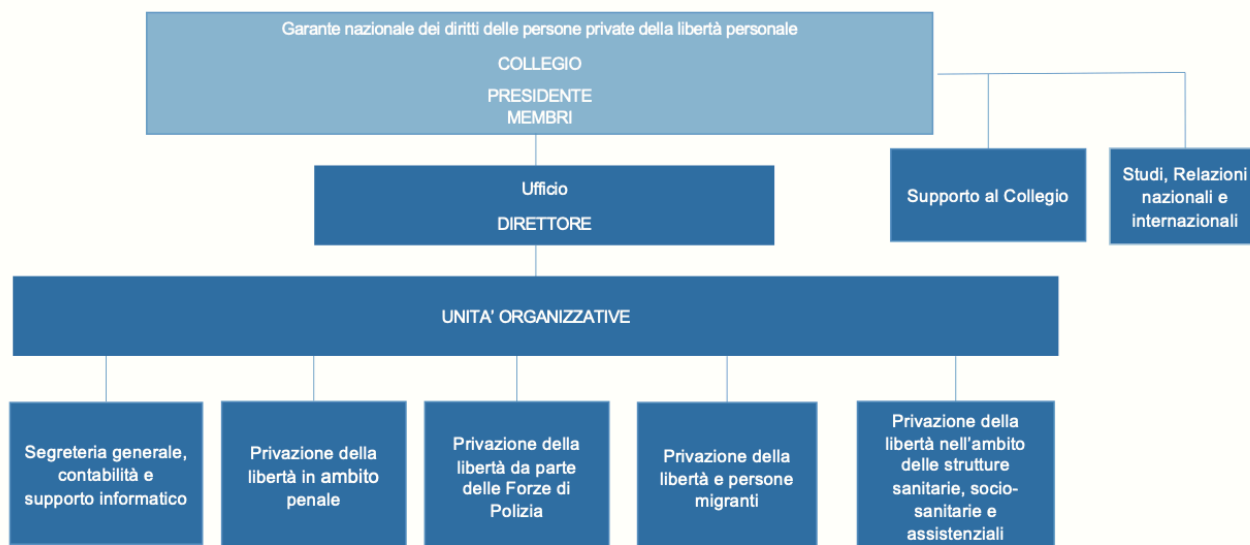 Garante nazionale dei diritti delle persone private della libertà personale
COLLEGIO
PRESIDENTE
MEMBRI
Supporto al Collegio
Studi, Relazioni
nazionali e
internazionali
Ufficio
DIRETTORE
UNITA' ORGANIZZATIVE
Segreteria generale,
contabilità e
supporto informatico
Privazione della
libertà in ambito
penale
Privazione della
libertà da parte
delle Forze di
Polizia
Privazione della
libertà e persone
migranti
Privazione della
libertà nell'ambito
delle strutture
sanitarie, socio-
sanitarie e
assistenziali